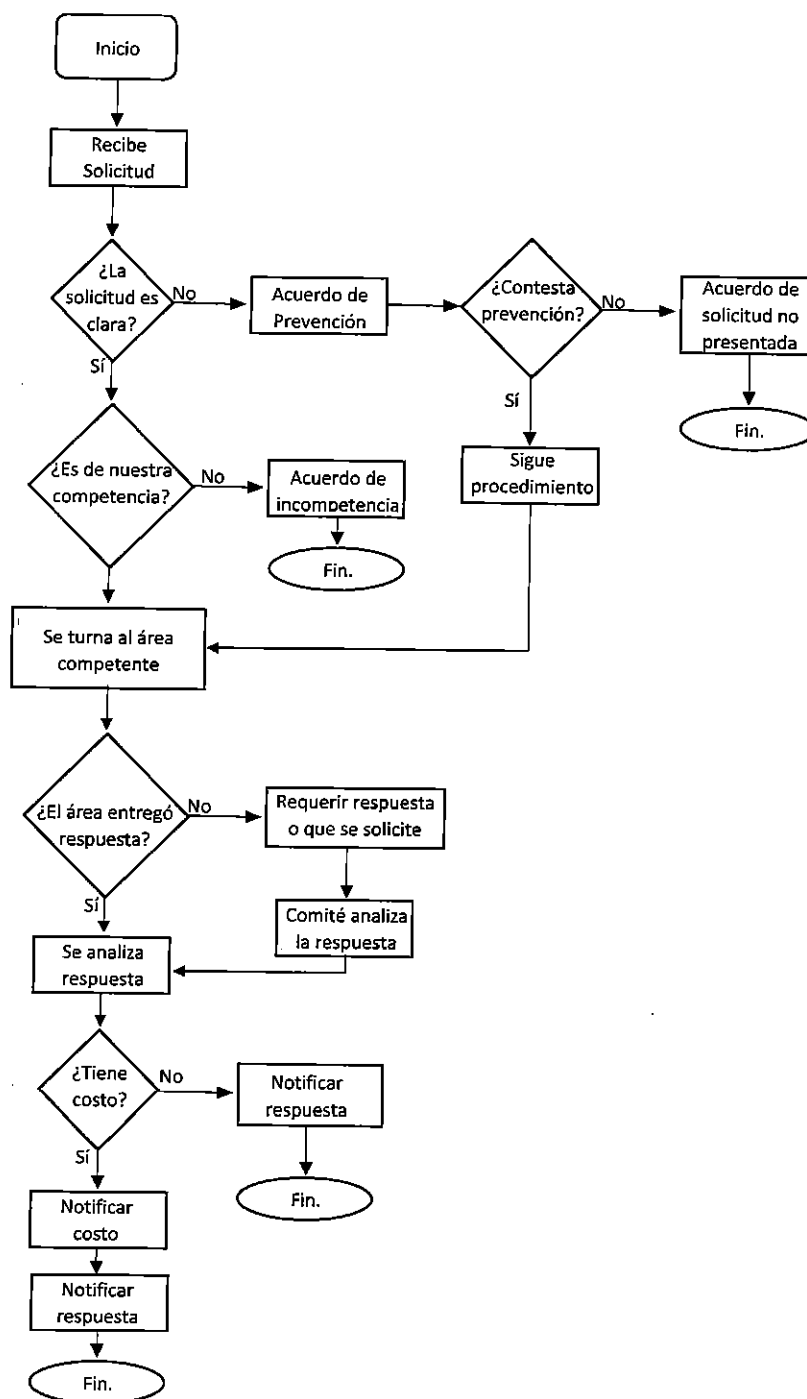 Inicio
Recibe
Solicitud
¿La
solicitud es
clara?
No
Acuerdo de
Prevención
¿Contesta
prevención?
No
Acuerdo de
solicitud no
presentada
Sí
Sí
Fin.
¿Es de nuestra
competencia?
No
Acuerdo de
incompetencia
Sigue
procedimiento
Fin.
Se turna al área
competente
¿El área entregó
respuesta?
No
Requerir respuesta
o que se solicite
Sí
Comité analiza
la respuesta
Se analiza
respuesta
¿Tiene
costo?
No
Notificar
respuesta
Sí
Fin.
Notificar
costo
Notificar
respuesta
Fin.